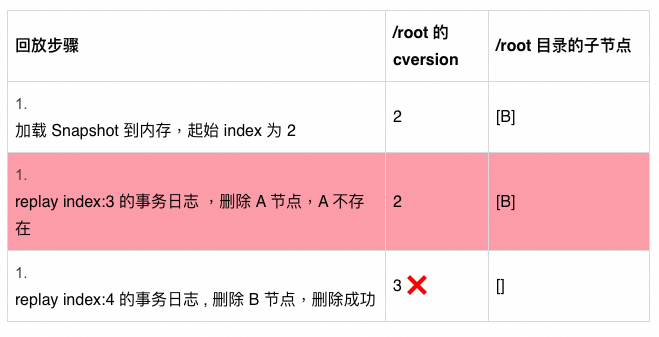 回放步骤
/root 的
cversion
/root 目录的子节点
1.
加载 Snapshot 到内存，起始 index 为 2
2
[B]
1.
replay index:3 的事务日志 ，删除 A 节点，A 不存
在
2
[B]
1.
replay index:4 的事务日志 , 删除 B 节点，删除成功
3 ❌
[]